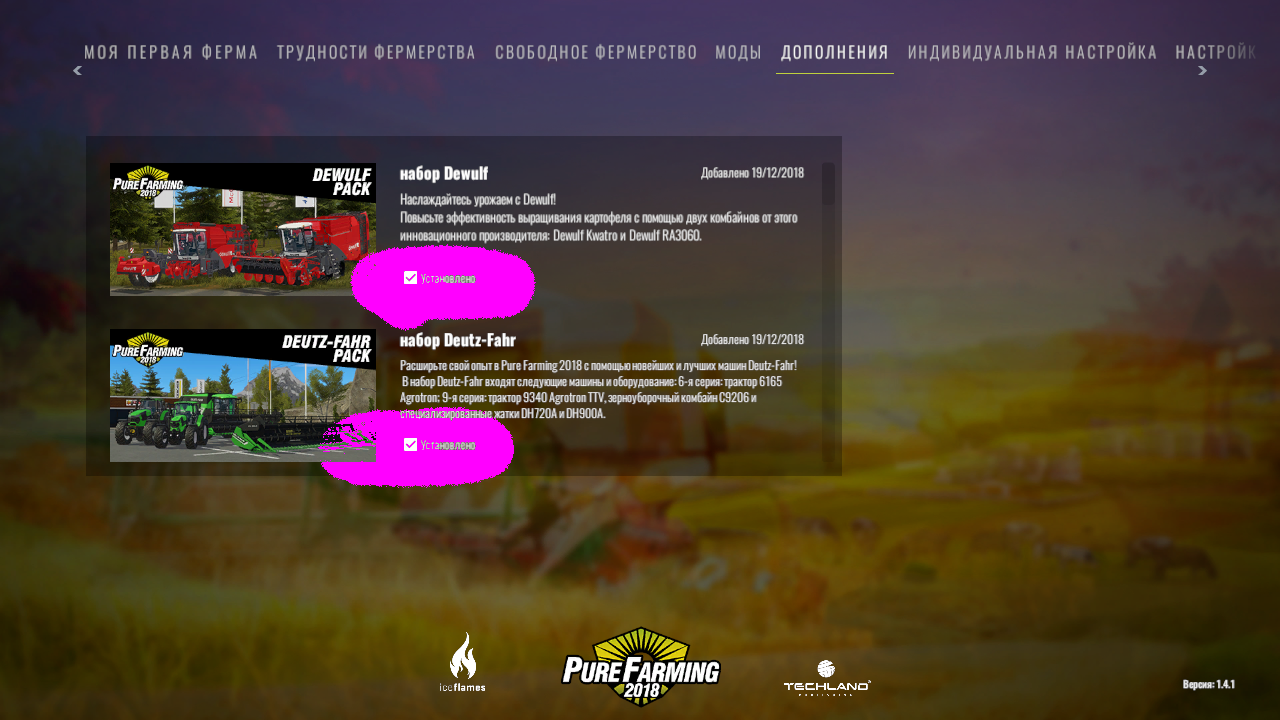 МОЯ ПЕРВАЯ ФЕРМА ТРУДНОСТИ ФЕРМЕРСТВА СВОБОДНОЕ ФЕРМЕРСТВО МОДЫ ДОПОЛНЕНИЯ ИНДИВИДУАЛЬНАЯ НАСТРОЙКА НАСТРОЙК
PURE FARMING
2018
DEWULF
PACK
набор Dewulf
Добавлено 19/12/2018
Наслаждайтесь урожаем с Dewulf!
Повысьте эффективность выращивания картофеля с помощью двух комбайнов от этого
инновационного производителя: Dewulf Kwatro и Dewulf RA3060.
Установлено
PURE FARMING
2018
DEUTZ-FAHR
PACK
набор Deutz-Fahr
Добавлено 19/12/2018
Расширьте свой опыт в Pure Farming 2018 с помощью новейших и лучших машин Deutz-Fahr!
В набор Deutz-Fahr входят следующие машины и оборудование: 6-я серия: трактор 6165
Agrotron; 9-я серия: трактор 9340 Agrotron TTV, зерноуборочный комбайн C9206 и
специализированные жатки DH720A и DH900A.
Установлено
iceflames
PURE FARMING
2018
TECHLAND
PUBLISHING
Версия: 1.4.1